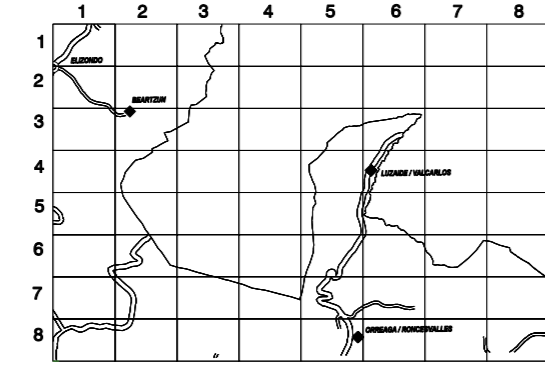 1 2 3 4 5 6 7 8
1
ELIZONDO
2
BEARTZUN
3
4
LUZAIDE / VALCARLOS
5
6
7
8
ORREAGA / RONCESVALLES